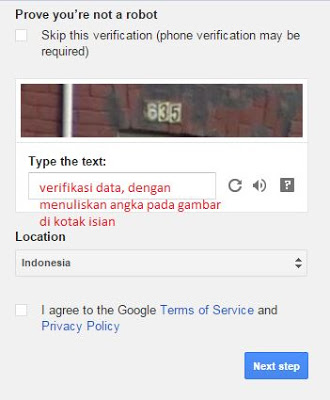 Prove you're not a robot
Skip this verification (phone verification may be
required)
635
Type the text:
verifikasi data, dengan
menuliskan angka pada gambar
di kotak isian
Location
Indonesia
I agree to the Google Terms of Service and
Privacy Policy
Next step